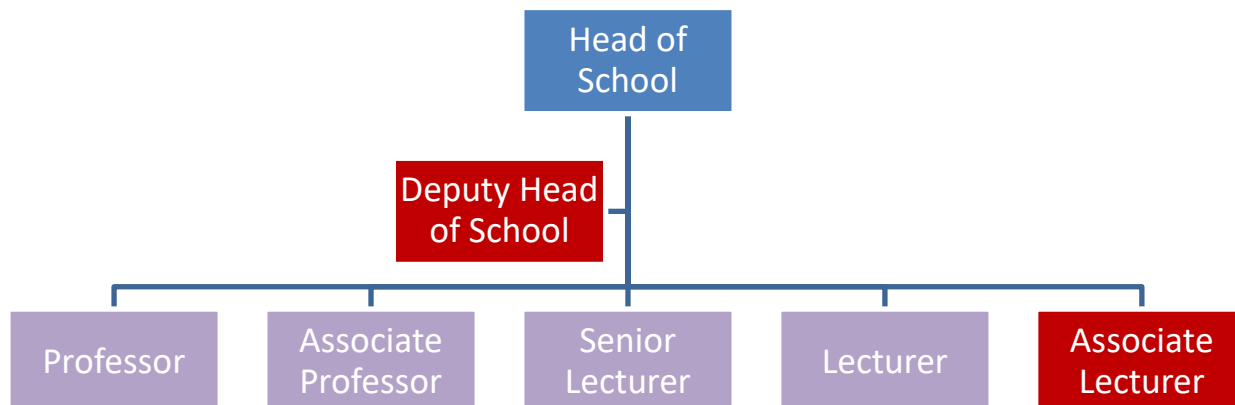 Head of
School
Deputy Head
of School
Professor
Associate
Professor
Senior
Lecturer
Lecturer
Associate
Lecturer